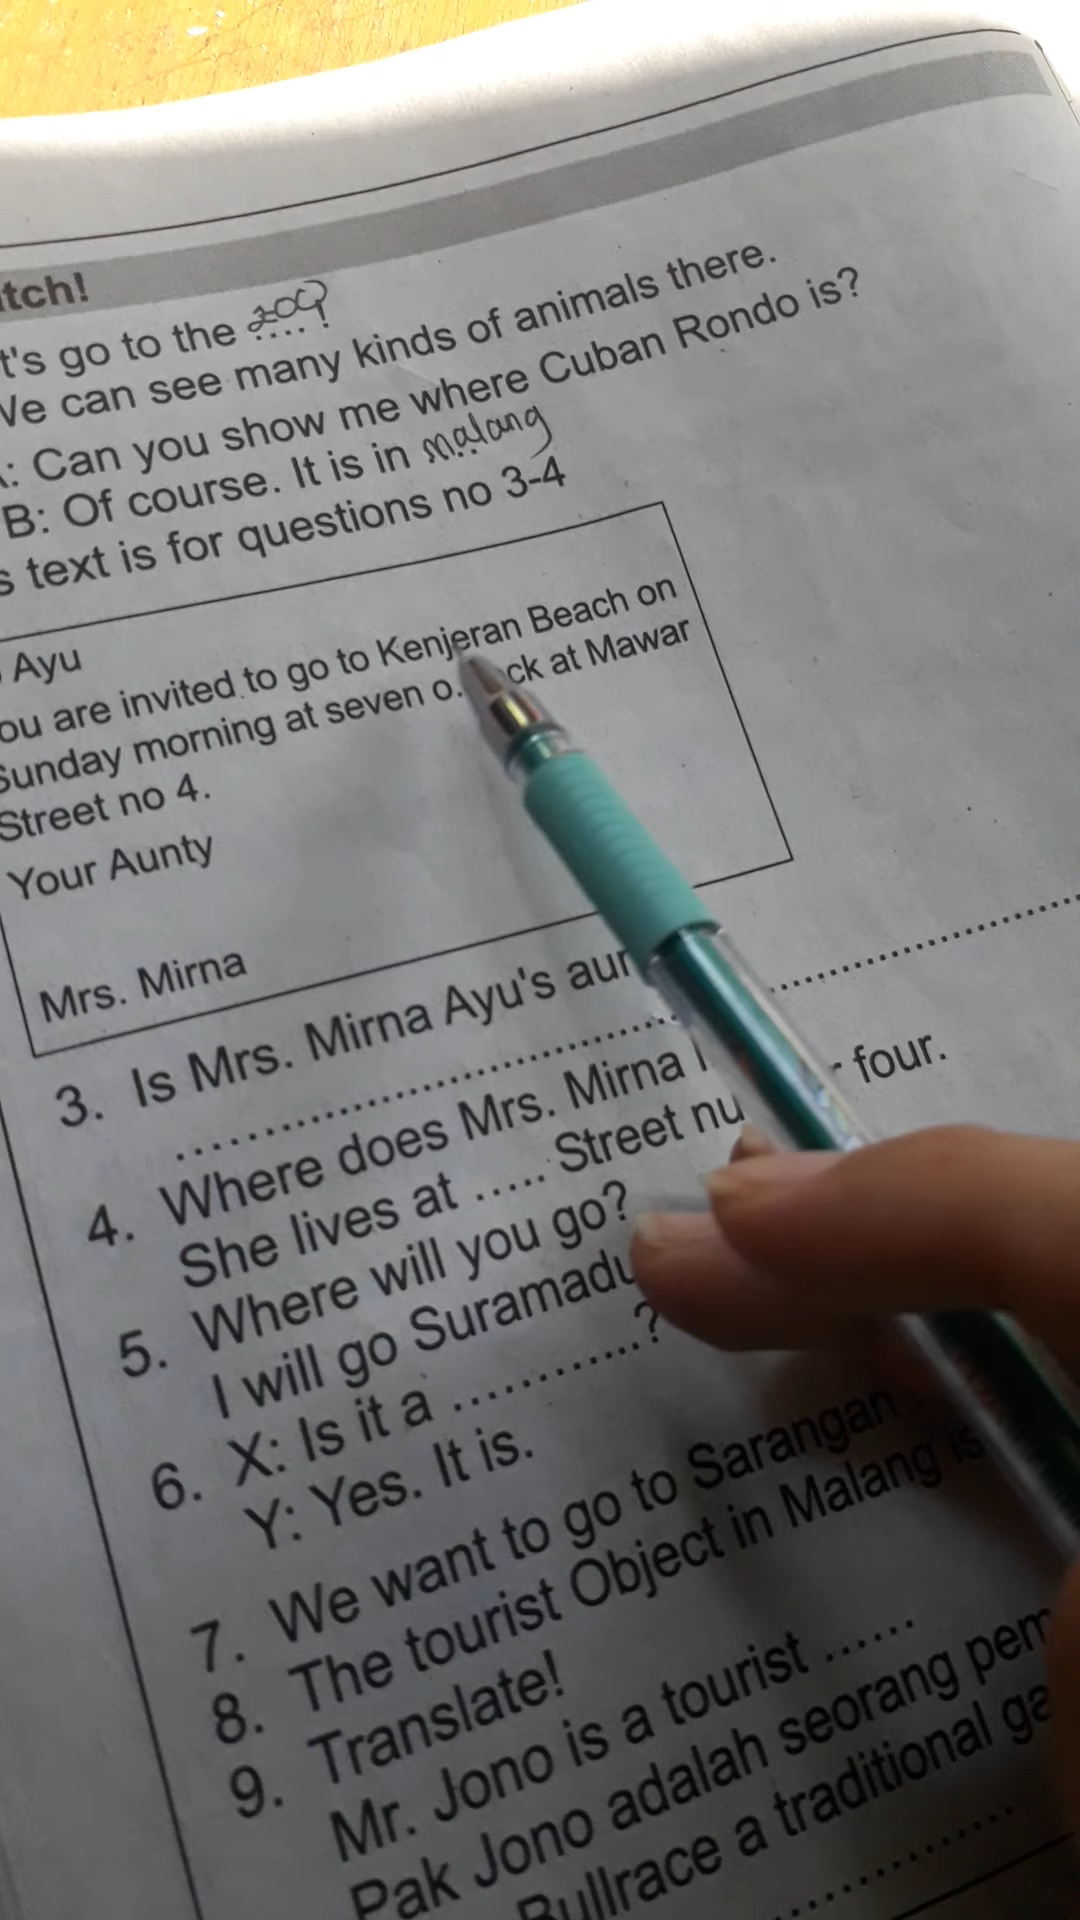 tch!
t's go to the zoo?
We can see many kinds of animals there.
: Can you show me where Cuban Rondo is?
B: Of course. It is in malang
s text is for questions no 3-4
Ayu
ou are invited to go to Kenjeran Beach on
Sunday morning at seven o. ck at Mawar
Street no 4.
Your Aunty
Mrs. Mirna
3. Is Mrs. Mirna Ayu's aun
..........................................
4. Where does Mrs. Mirna l
She lives at ..... Street nu r four.
5. Where will you go?
I will go Suramadu
6. X: Is it a ............?
Y: Yes. It is.
7. We want to go to Sarangan
8. The tourist Object in Malang is
9. Translate!
Mr. Jono is a tourist ......
Pak Jono adalah seorang pem
Bullrace a traditional ga